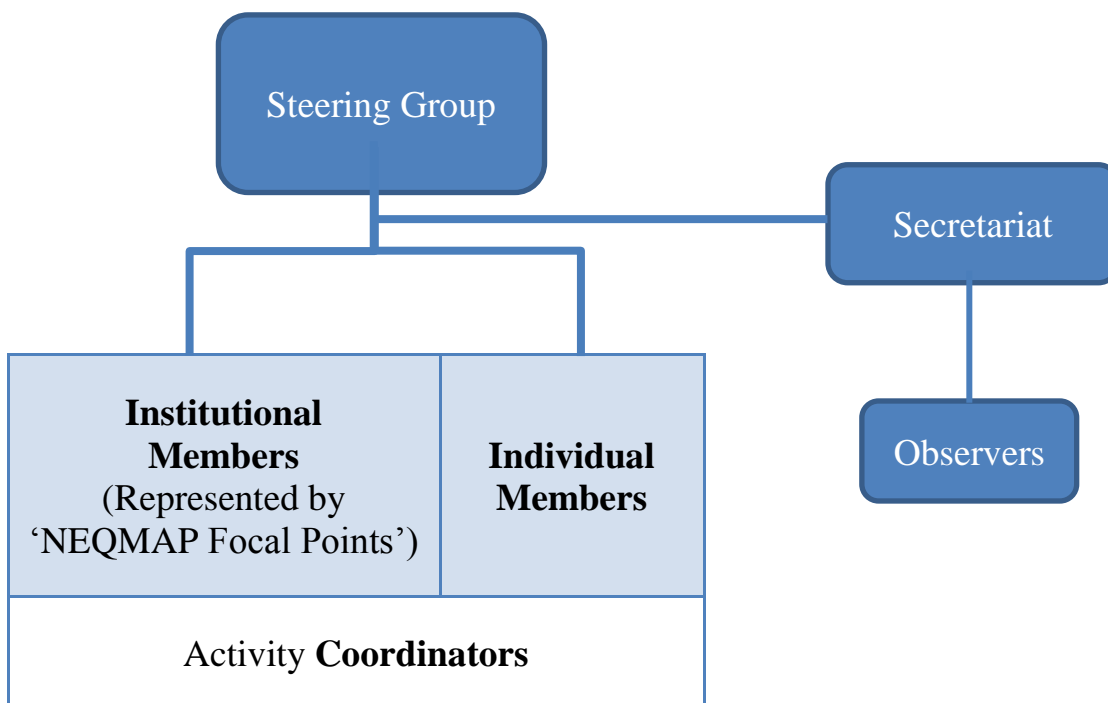 Steering Group
Secretariat
Institutional
Members
(Represented by
‘NEQMAP Focal Points’)
Individual
Members
Observers
Activity Coordinators